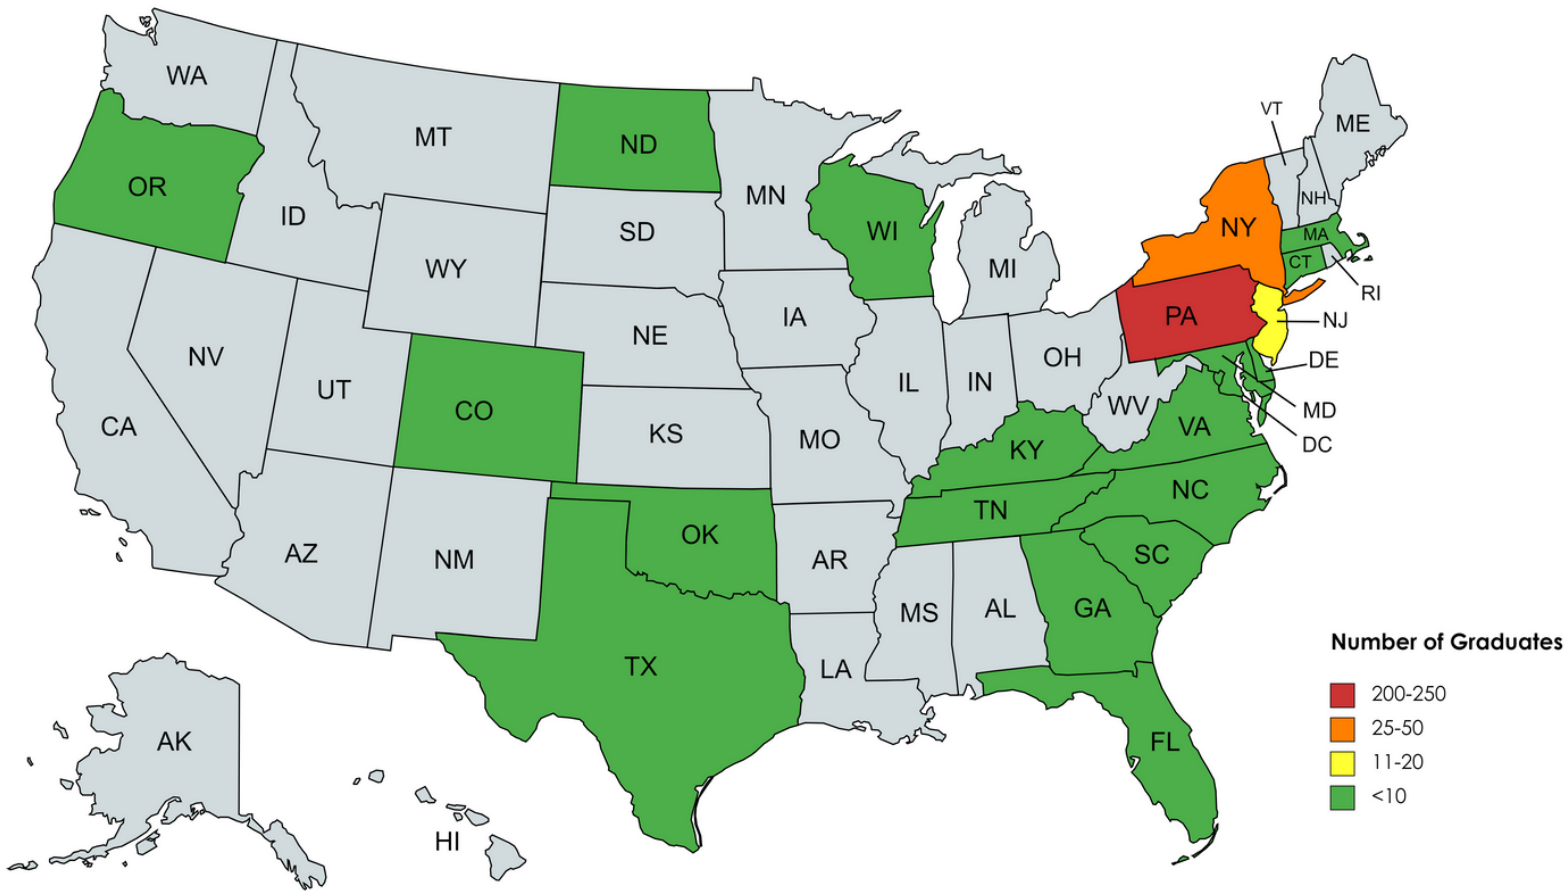 WA
MT
ND
MN
VT
ME
OR
ID
SD
WI
MI
NH
NY
MA
CT
RI
WY
IA
NE
PA
NJ
NV
UT
CO
IL
IN
OH
DE
CA
KS
MO
WV
MD
VA
DC
KY
NC
TN
AZ
NM
OK
AR
SC
MS
AL
GA
TX
LA
Number of Graduates
200-250
25-50
11-20
<10
AK
FL
HI